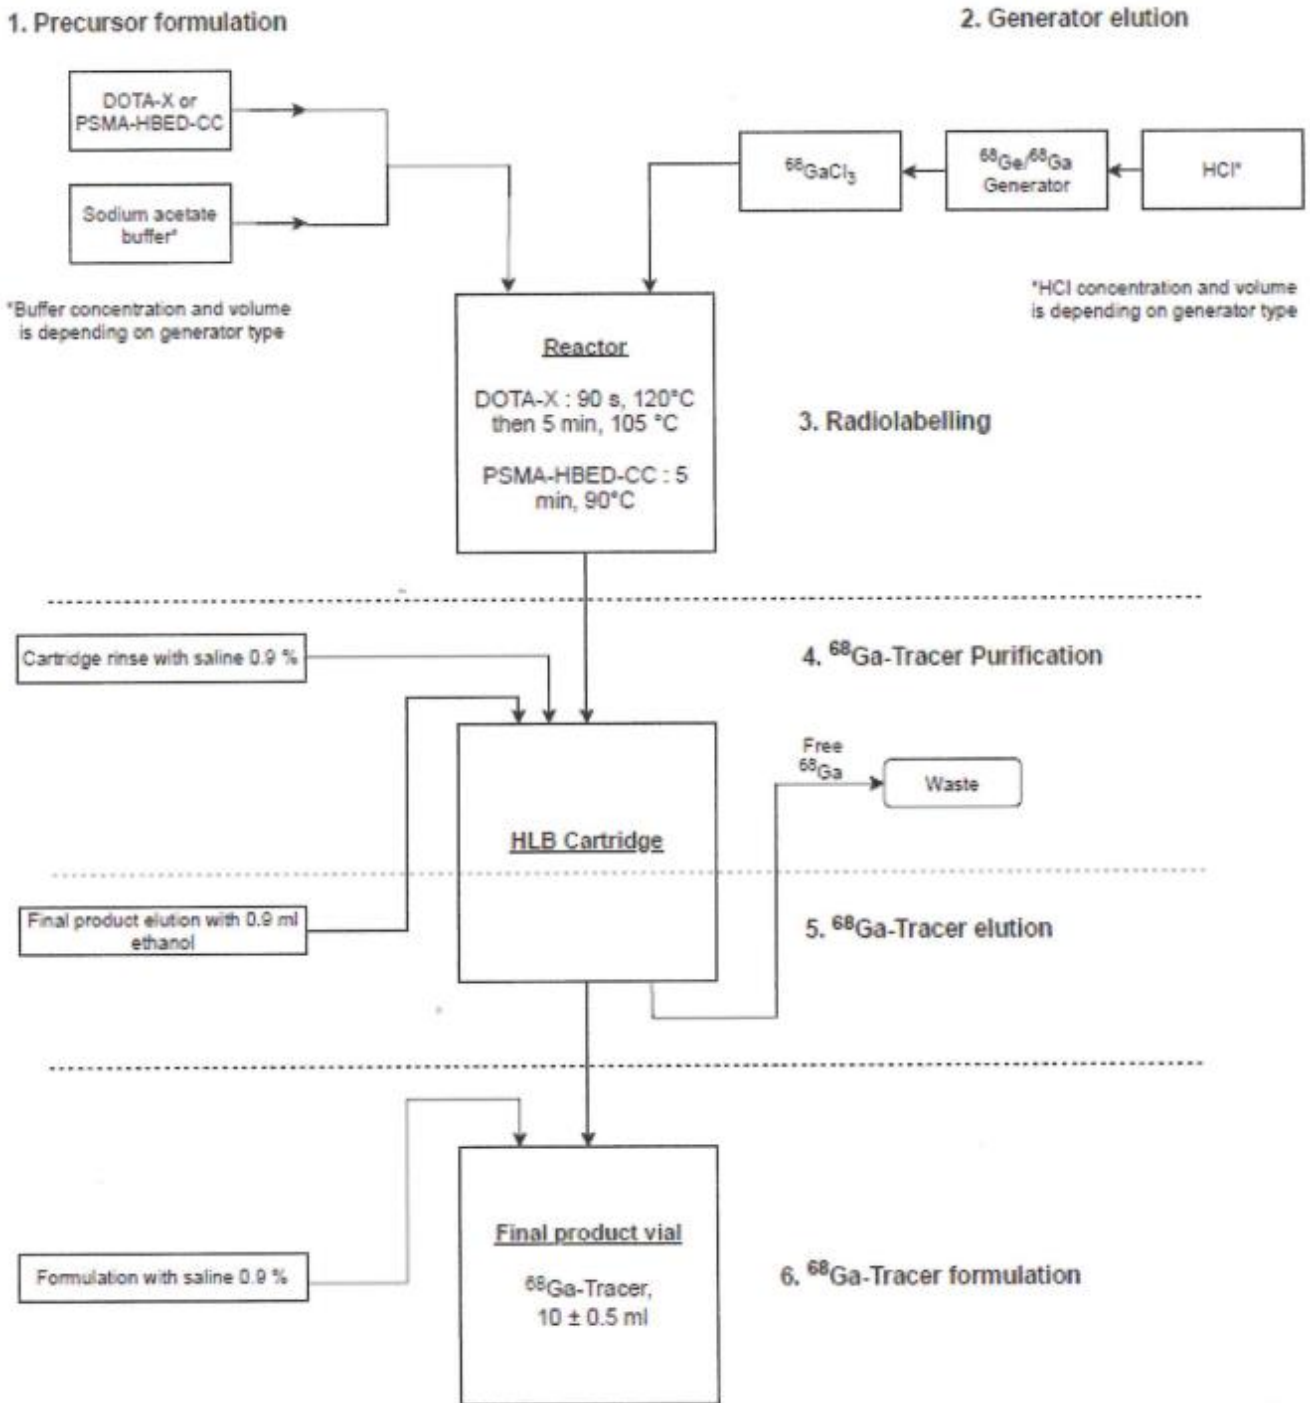 1. Precursor formulation
2. Generator elution
DOTA-X or
PSMA-HBED-CC
Sodium acetate
buffer*
*Buffer concentration and volume
is depending on generator type
⁶⁸GaCl₃
⁶⁸Ge/⁶⁸Ga
Generator
HCl*
*HCl concentration and volume
is depending on generator type
Reactor
DOTA-X : 90 s, 120°C
then 5 min, 105 °C
PSMA-HBED-CC : 5
min, 90°C
3. Radiolabelling
Cartridge rinse with saline 0.9 %
4. ⁶⁸Ga-Tracer Purification
Free
⁶⁸Ga
Waste
HLB Cartridge
Final product elution with 0.9 ml
ethanol
5. ⁶⁸Ga-Tracer elution
Final product vial
⁶⁸Ga-Tracer,
10 ± 0.5 ml
Formulation with saline 0.9 %
6. ⁶⁸Ga-Tracer formulation